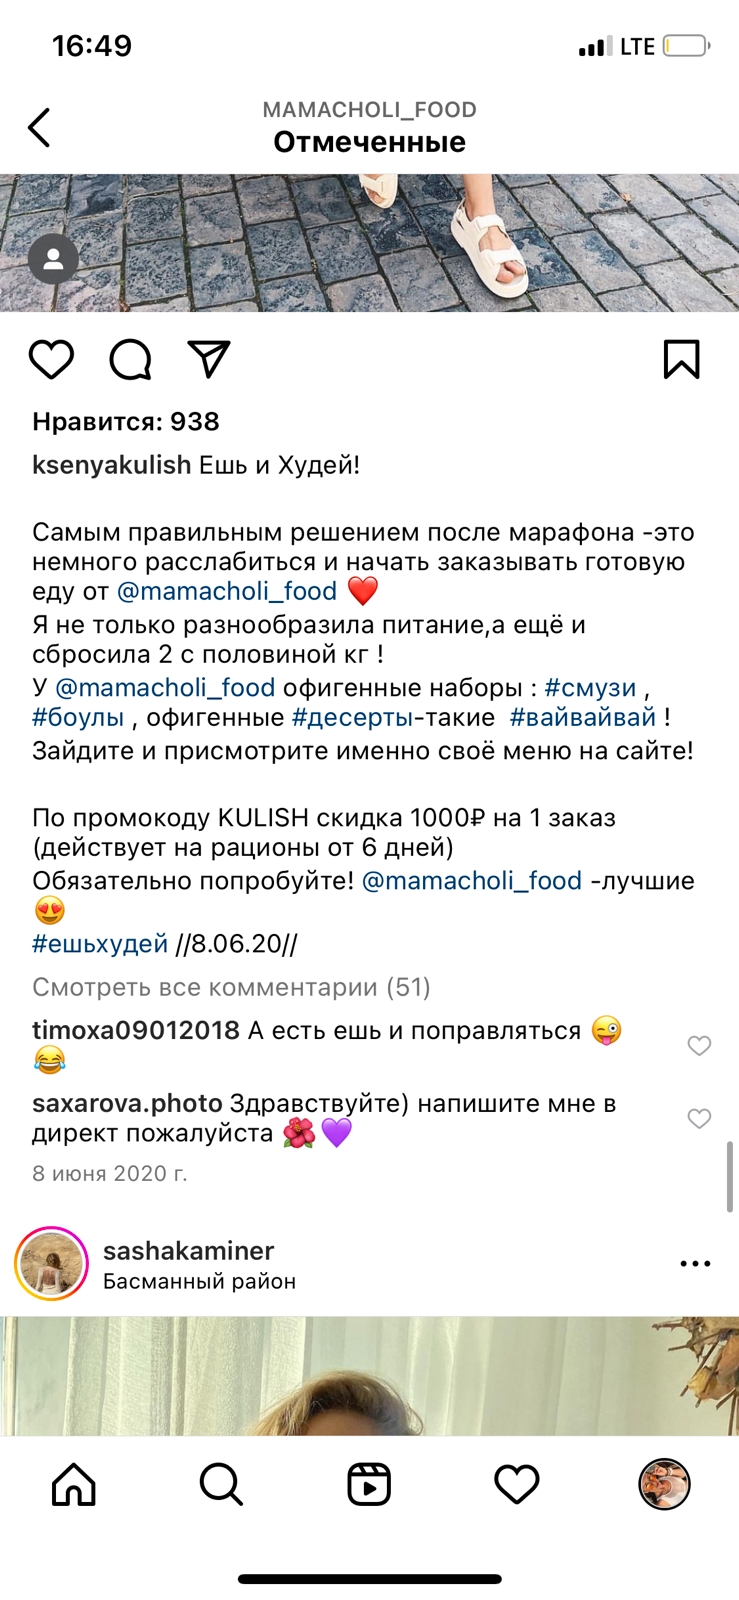 16:49
LTE
MAMACHOLI_FOOD
Отмеченные
Нравится: 938
ksenyakulish Ешь и Худей!
Самым правильным решением после марафона -это
немного расслабиться и начать заказывать готовую
еду от @mamacholi_food ❤️
Я не только разнообразила питание,а ещё и
сбросила 2 с половиной кг !
У @mamacholi_food офигенные наборы : #смузи ,
#боулы , офигенные #десерты-такие #вайвайвай !
Зайдите и присмотрите именно своё меню на сайте!
По промокоду KULISH скидка 1000₽ на 1 заказ
(действует на рационы от 6 дней)
Обязательно попробуйте! @mamacholi_food -лучшие
😍
#ешьхудей //8.06.20//
Смотреть все комментарии (51)
timoxa09012018 А есть ешь и поправляться 😜
😂
saxarova.photo Здравствуйте) напишите мне в
директ пожалуйста 🌺💜
8 июня 2020 г.
sashakaminer
Басманный район